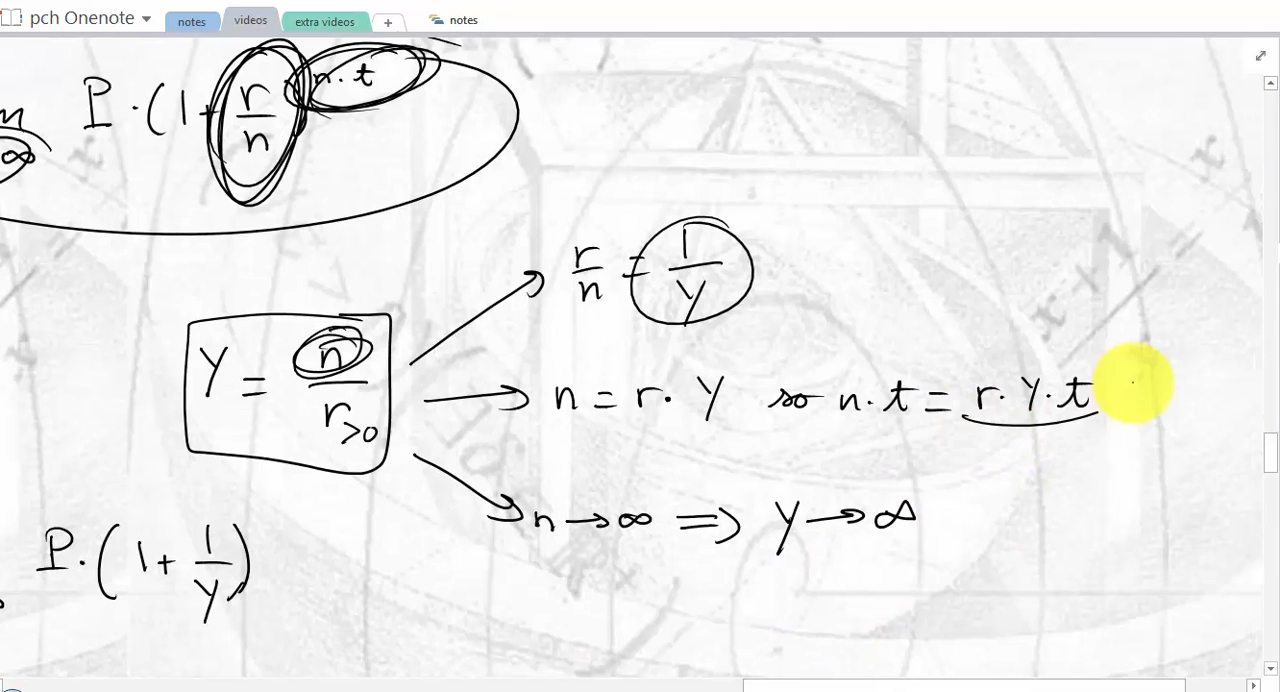 pch Onenote
notes
videos
extra videos
+
notes
P·(1+ r/n n·t
∞
r/n = 1/y
y = n/r>0
n = r·y so n·t = r·y·t
n→∞ ⇒ y→∞
P·(1+ 1/y)